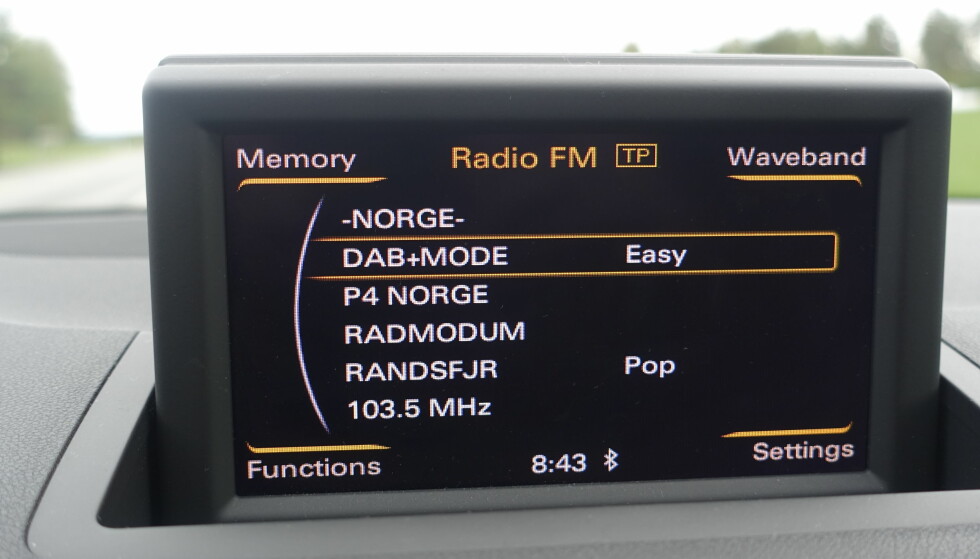 Memory Radio FM TP Waveband
-NORGE-
DAB+MODE Easy
P4 NORGE
RADMODUM
RANDSFJR Pop
103.5 MHz
Functions 8:43 Settings